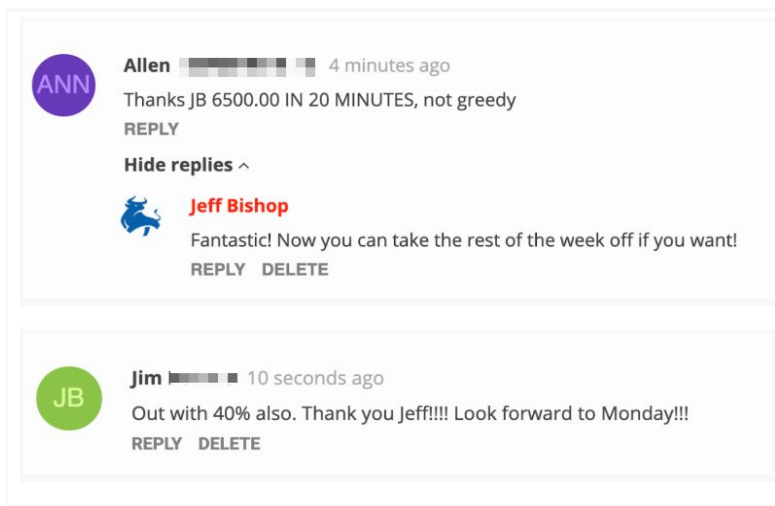 ANN
Allen 4 minutes ago
Thanks JB 6500.00 IN 20 MINUTES, not greedy
REPLY
Hide replies ^
Jeff Bishop
Fantastic! Now you can take the rest of the week off if you want!
REPLY DELETE
JB
Jim 10 seconds ago
Out with 40% also. Thank you Jeff!!!! Look forward to Monday!!!
REPLY DELETE